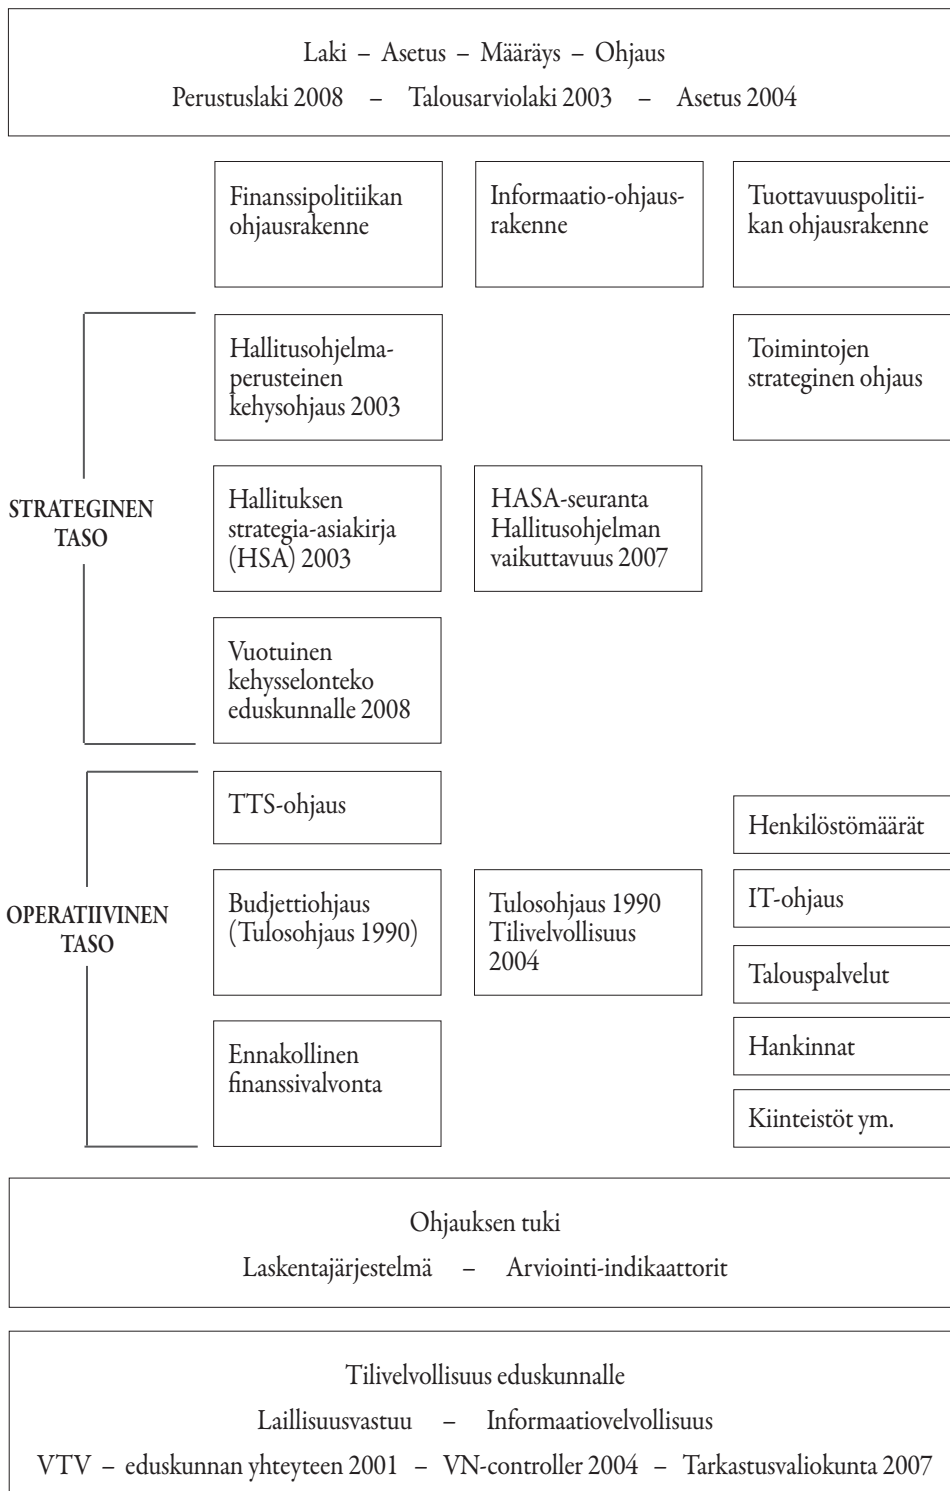 Laki – Asetus – Määräys – Ohjaus
Perustuslaki 2008 – Talousarviolaki 2003 – Asetus 2004
Finanssipolitiikan
ohjausrakenne
Informaatio-ohjaus-
rakenne
Tuottavuuspolitii-
kan ohjausrakenne
STRATEGINEN
TASO
Hallitusohjelma-
perusteinen
kehysohjaus 2003
Toimintojen
strateginen ohjaus
Hallituksen
strategia-asiakirja
(HSA) 2003
HASA-seuranta
Hallitusohjelman
vaikuttavuus 2007
Vuotuinen
kehysselonteko
eduskunnalle 2008
OPERATIIVINEN
TASO
TTS-ohjaus
Budjettiohjaus
(Tulosohjaus 1990)
Tulosohjaus 1990
Tilivelvollisuus
2004
Ennakollinen
finanssivalvonta
Henkilöstömäärät
IT-ohjaus
Talouspalvelut
Hankinnat
Kiinteistöt ym.
Ohjauksen tuki
Laskentajärjestelmä – Arviointi-indikaattorit
Tilivelvollisuus eduskunnalle
Laillisuusvastuu – Informaatiovelvollisuus
VTV – eduskunnan yhteyteen 2001 – VN-controller 2004 – Tarkastusvaliokunta 2007